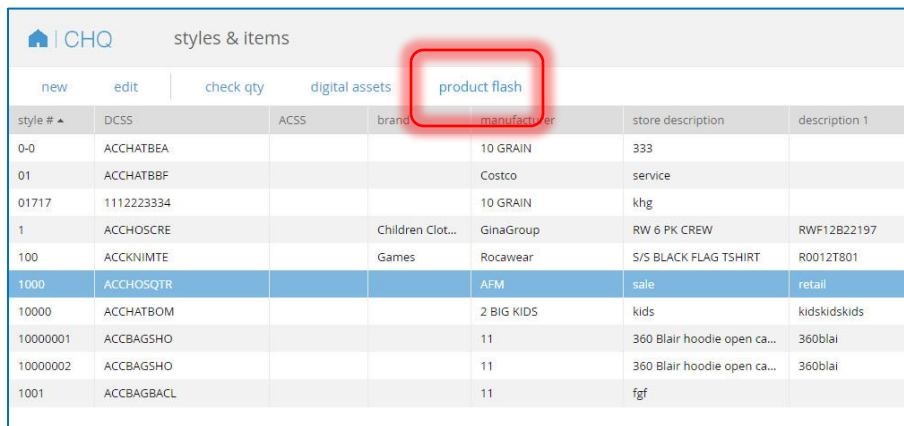 CHQ styles & items
new edit check qty digital assets product flash
style # DCSS ACSS brand manufacturer store description description 1
0-0 ACCHATBEA 10 GRAIN 333
01 ACCHATBBF Costco service
01717 1112223334 10 GRAIN khg
1 ACCHOSCRE Children Clot... GinaGroup RW 6 PK CREW RWF12B22197
100 ACCKNIMTE Games Rocawear S/S BLACK FLAG TSHIRT R0012T801
1000 ACCHOSQTR AFM sale retail
10000 ACCHATBOM 2 BIG KIDS kids kidskidskids
10000001 ACCBAGSHO 11 360 Blair hoodie open ca... 360blai
10000002 ACCBAGSHO 11 360 Blair hoodie open ca... 360blai
1001 ACCBAGBACL 11 fgf